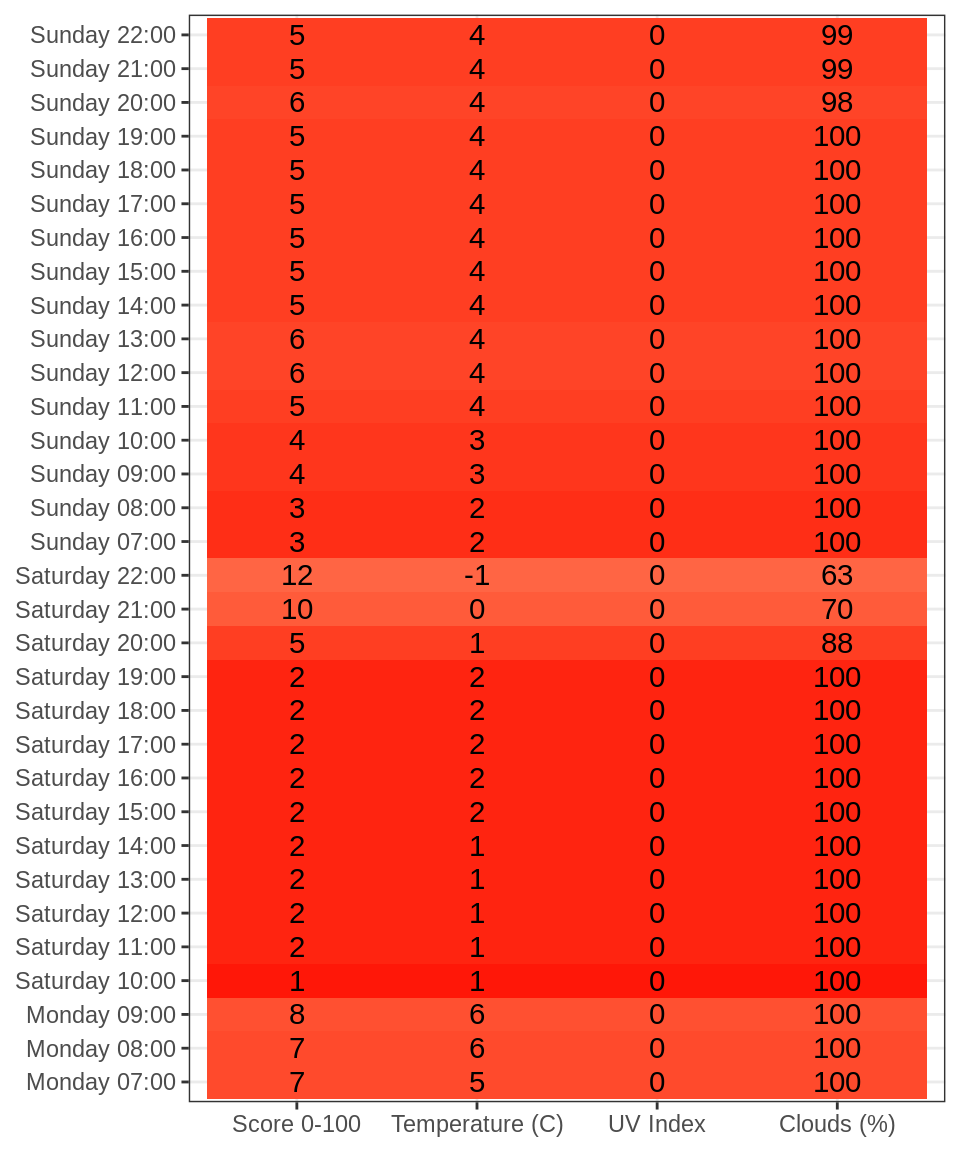 Sunday 22:00 5 4 0 99
Sunday 21:00 5 4 0 99
Sunday 20:00 6 4 0 98
Sunday 19:00 5 4 0 100
Sunday 18:00 5 4 0 100
Sunday 17:00 5 4 0 100
Sunday 16:00 5 4 0 100
Sunday 15:00 5 4 0 100
Sunday 14:00 5 4 0 100
Sunday 13:00 6 4 0 100
Sunday 12:00 6 4 0 100
Sunday 11:00 5 4 0 100
Sunday 10:00 4 3 0 100
Sunday 09:00 4 3 0 100
Sunday 08:00 3 2 0 100
Sunday 07:00 3 2 0 100
Saturday 22:00 12 -1 0 63
Saturday 21:00 10 0 0 70
Saturday 20:00 5 1 0 88
Saturday 19:00 2 2 0 100
Saturday 18:00 2 2 0 100
Saturday 17:00 2 2 0 100
Saturday 16:00 2 2 0 100
Saturday 15:00 2 2 0 100
Saturday 14:00 2 1 0 100
Saturday 13:00 2 1 0 100
Saturday 12:00 2 1 0 100
Saturday 11:00 2 1 0 100
Saturday 10:00 1 1 0 100
Monday 09:00 8 6 0 100
Monday 08:00 7 6 0 100
Monday 07:00 7 5 0 100
Score 0-100 Temperature (C) UV Index Clouds (%)